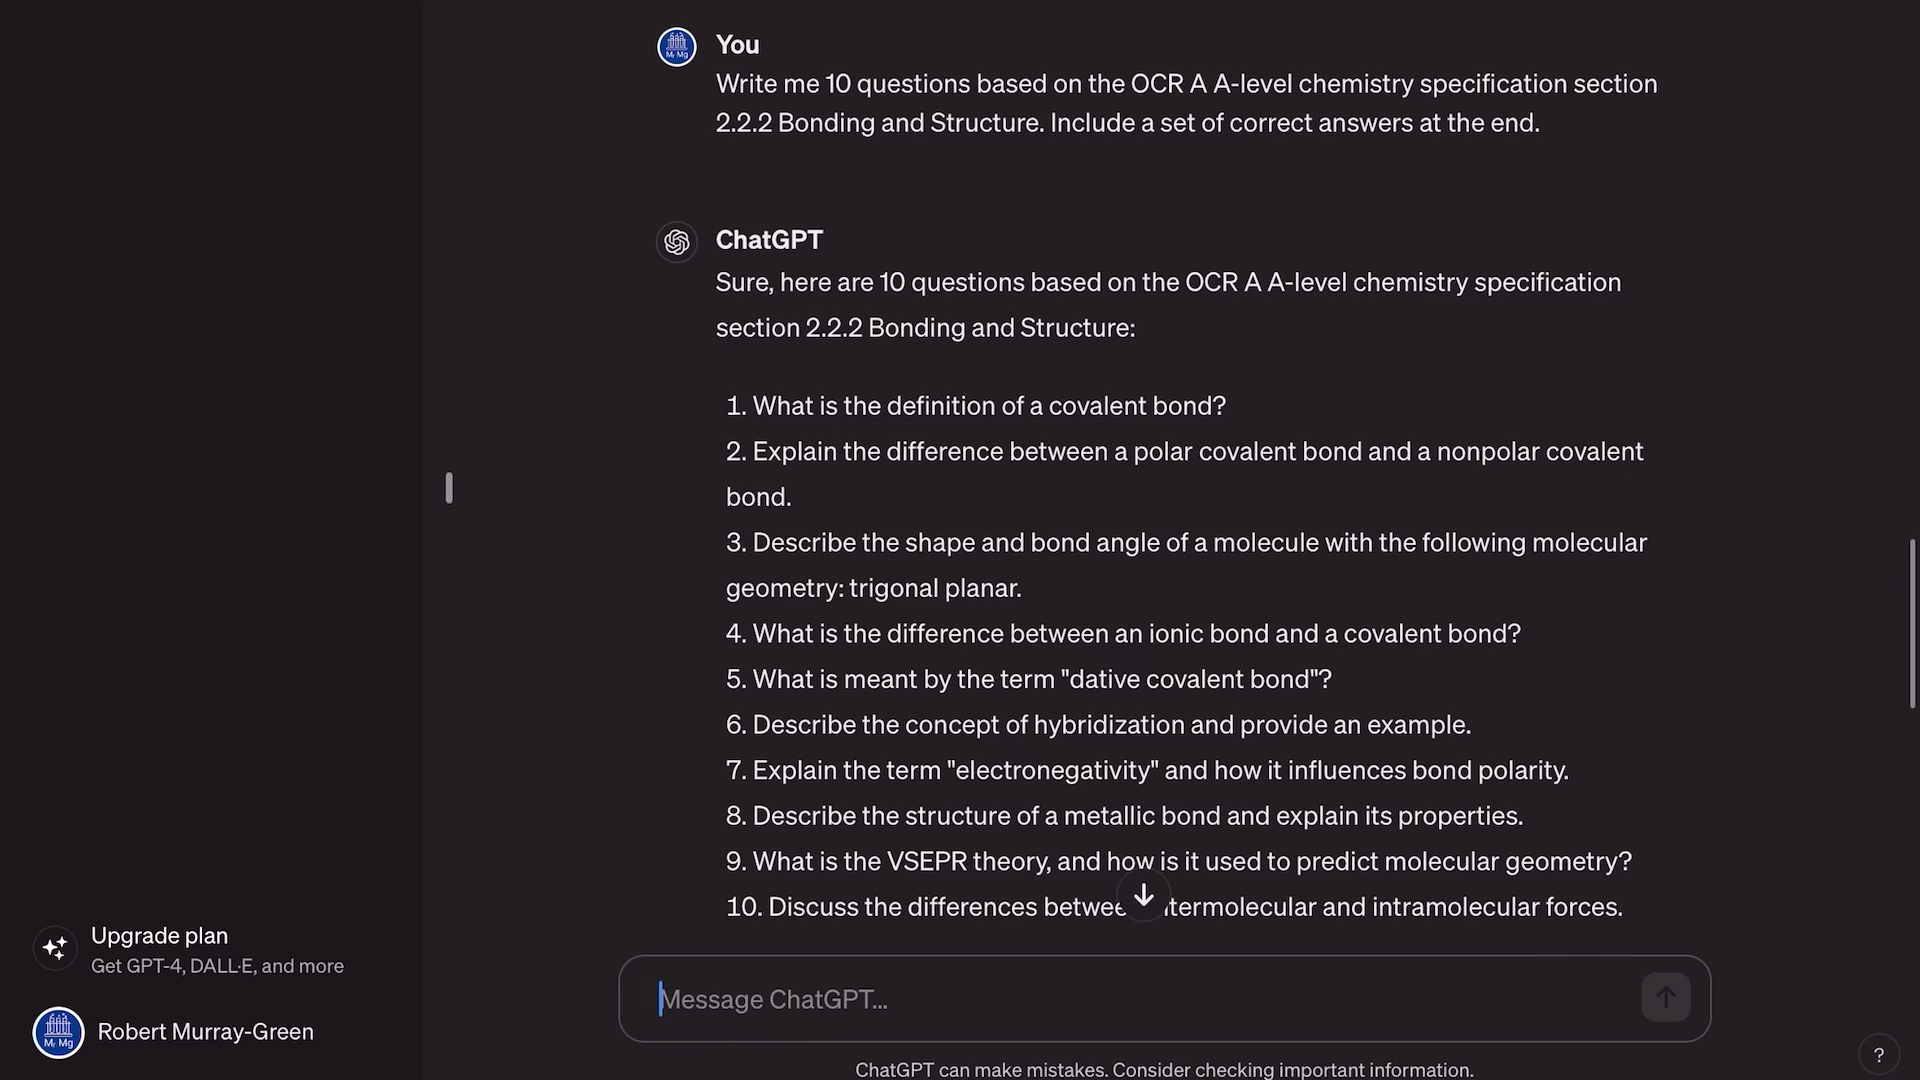 You
Write me 10 questions based on the OCR A A-level chemistry specification section
2.2.2 Bonding and Structure. Include a set of correct answers at the end.
ChatGPT
Sure, here are 10 questions based on the OCR A A-level chemistry specification
section 2.2.2 Bonding and Structure:
1. What is the definition of a covalent bond?
2. Explain the difference between a polar covalent bond and a nonpolar covalent
bond.
3. Describe the shape and bond angle of a molecule with the following molecular
geometry: trigonal planar.
4. What is the difference between an ionic bond and a covalent bond?
5. What is meant by the term "dative covalent bond"?
6. Describe the concept of hybridization and provide an example.
7. Explain the term "electronegativity" and how it influences bond polarity.
8. Describe the structure of a metallic bond and explain its properties.
9. What is the VSEPR theory, and how is it used to predict molecular geometry?
10. Discuss the differences betwee termolecular and intramolecular forces.
Upgrade plan
Get GPT-4, DALL·E, and more
Mr Mg
Robert Murray-Green
Message ChatGPT...
ChatGPT can make mistakes. Consider checking important information.
?